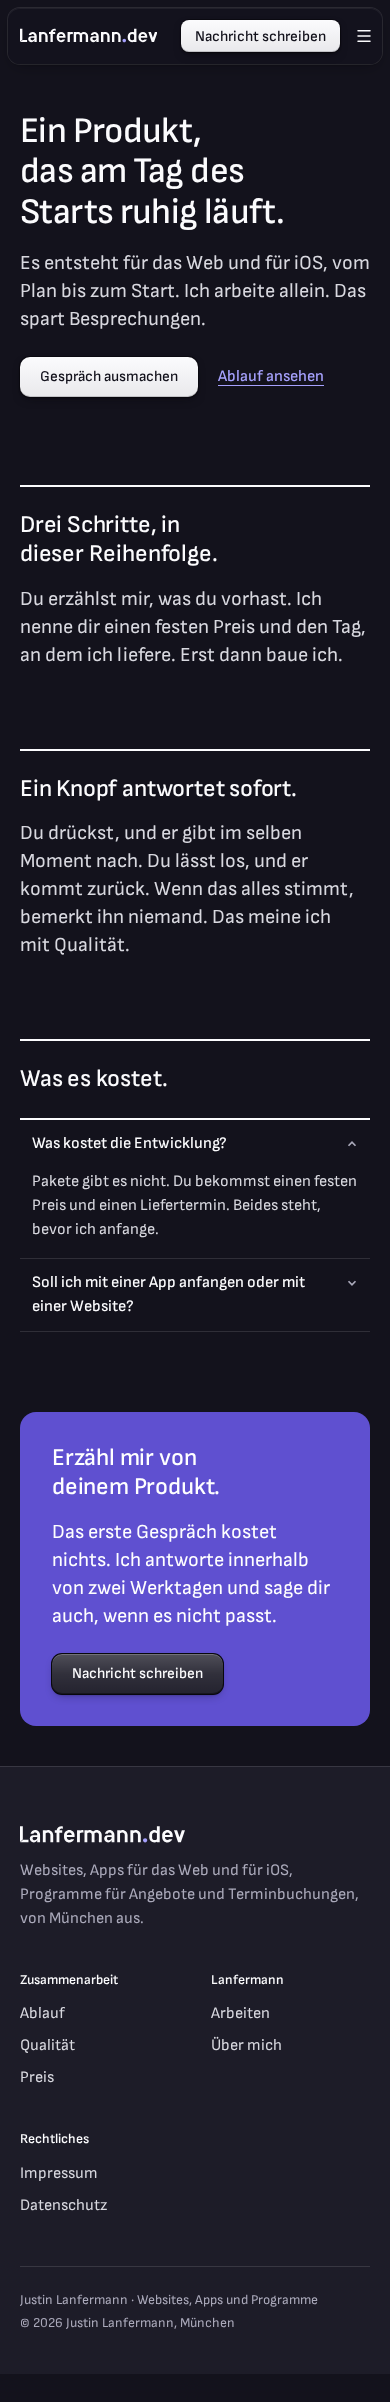 Lanfermann.dev
Nachricht schreiben
Ein Produkt,
das am Tag des
Starts ruhig läuft.
Es entsteht für das Web und für iOS, vom
Plan bis zum Start. Ich arbeite allein. Das
spart Besprechungen.
Gespräch ausmachen
Ablauf ansehen
Drei Schritte, in
dieser Reihenfolge.
Du erzählst mir, was du vorhast. Ich
nenne dir einen festen Preis und den Tag,
an dem ich liefere. Erst dann baue ich.
Ein Knopf antwortet sofort.
Du drückst, und er gibt im selben
Moment nach. Du lässt los, und er
kommt zurück. Wenn das alles stimmt,
bemerkt ihn niemand. Das meine ich
mit Qualität.
Was es kostet.
Was kostet die Entwicklung?
Pakete gibt es nicht. Du bekommst einen festen
Preis und einen Liefertermin. Beides steht,
bevor ich anfange.
Soll ich mit einer App anfangen oder mit
einer Website?
Erzähl mir von
deinem Produkt.
Das erste Gespräch kostet
nichts. Ich antworte innerhalb
von zwei Werktagen und sage dir
auch, wenn es nicht passt.
Nachricht schreiben
Lanfermann.dev
Websites, Apps für das Web und für iOS,
Programme für Angebote und Terminbuchungen,
von München aus.
Zusammenarbeit
Ablauf
Qualität
Preis
Lanfermann
Arbeiten
Über mich
Rechtliches
Impressum
Datenschutz
Justin Lanfermann · Websites, Apps und Programme
© 2026 Justin Lanfermann, München